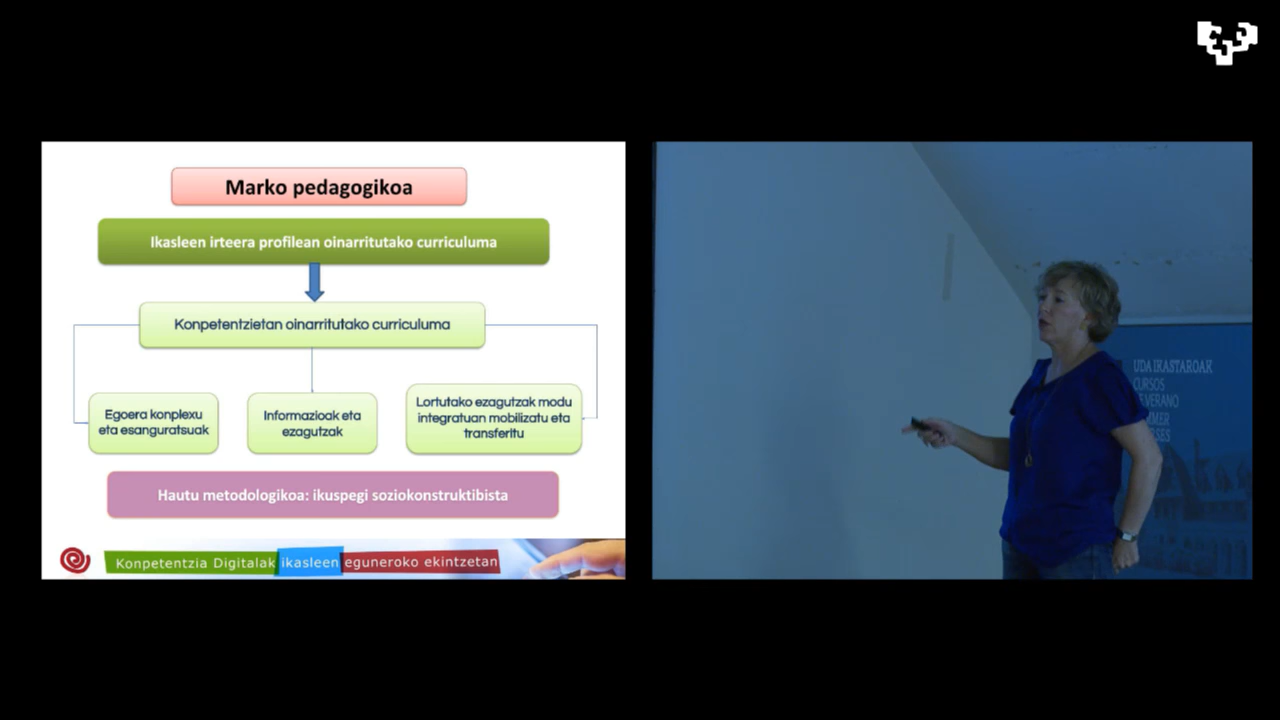 Marko pedagogikoa
Ikasleen irteera profilean oinarritutako curriculuma
Konpetentzietan oinarritutako curriculuma
Egoera konplexu
eta esanguratsuak
Informazioak eta
ezagutzak
Lortutako ezagutzak modu
integratuan mobilizatu eta
transferitu
Hautu metodologikoa: ikuspegi soziokonstruktibista
Konpetentzia Digitalak ikasleen eguneroko ekintzetan
UDA IKASTAROAK
CURSOS
VERANO